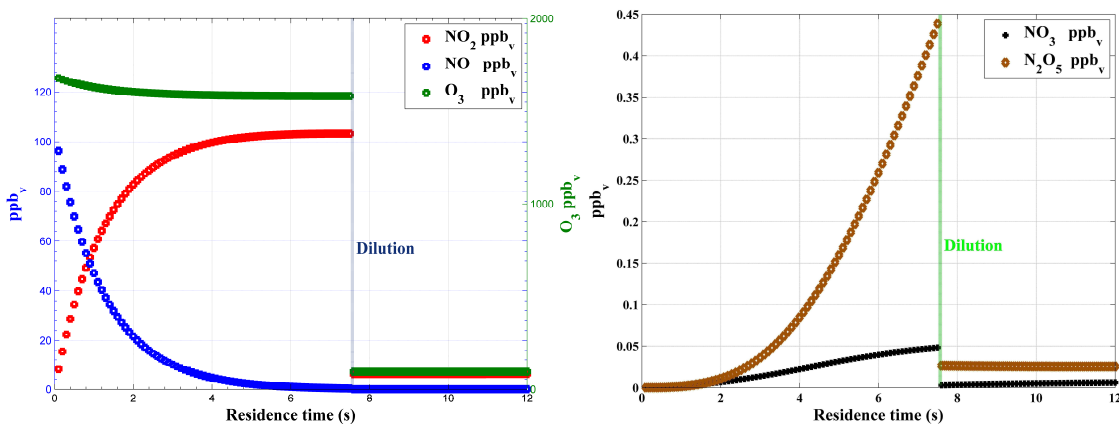 2000
0.45
NO2 ppbv
NO ppbv
O3 ppbv
NO3 ppbv
N2O5 ppbv
0.4
120
0.35
100
0.3
80
0.25
ppbv
1000
O3 ppbv
ppbv
0.2
60
Dilution
Dilution
0.15
40
0.1
20
0.05
0
0
0
0 2 4 6 8 10 12
0 2 4 6 8 10 12
Residence time (s)
Residence time (s)